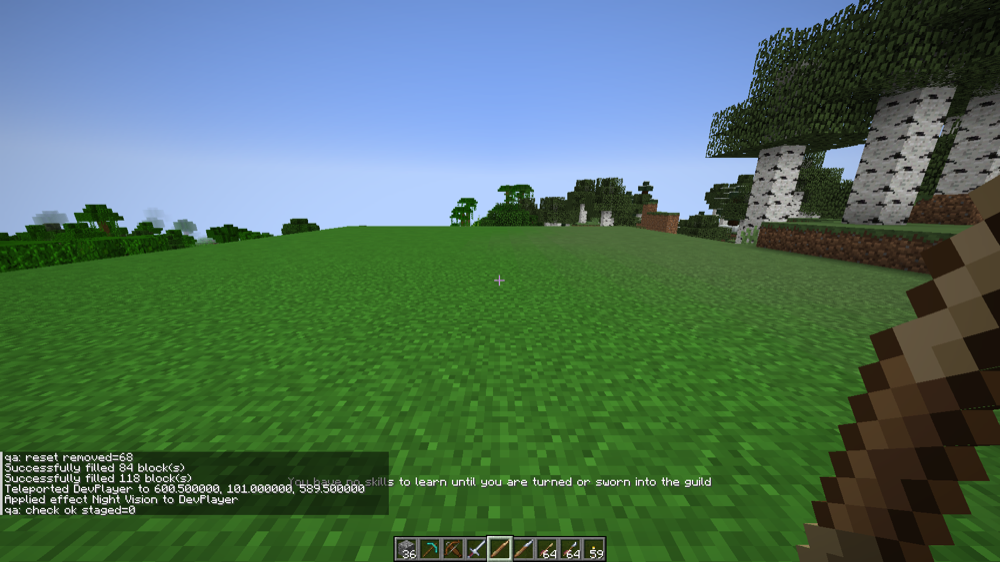 qa: reset removed=68
Successfully filled 84 block(s)
Successfully filled 118 block(s)
You have no skills to learn until you are turned or sworn into the guild
Teleported DevPlayer to 600.500000, 101.000000, 589.500000
Applied effect Night Vision to DevPlayer
qa: check ok staged=0
36 64 64 59